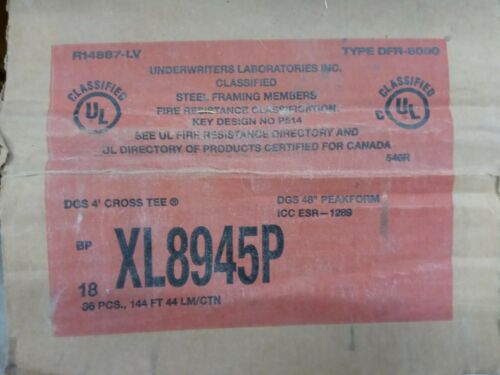 R14887-LV TYPE DFR-8000
UNDERWRITERS LABORATORIES INC.
CLASSIFIED
STEEL FRAMING MEMBERS
FIRE RESISTANCE CLASSIFICATION
KEY DESIGN NO P514
SEE UL FIRE RESISTANCE DIRECTORY AND
UL DIRECTORY OF PRODUCTS CERTIFIED FOR CANADA
CLASSIFIED
UL
CLASSIFIED
C UL
546R
DGS 4' CROSS TEE ® DGS 48" PEAKFORM
ICC ESR-1289
BP XL8945P
18
36 PCS., 144 FT 44 LM/CTN